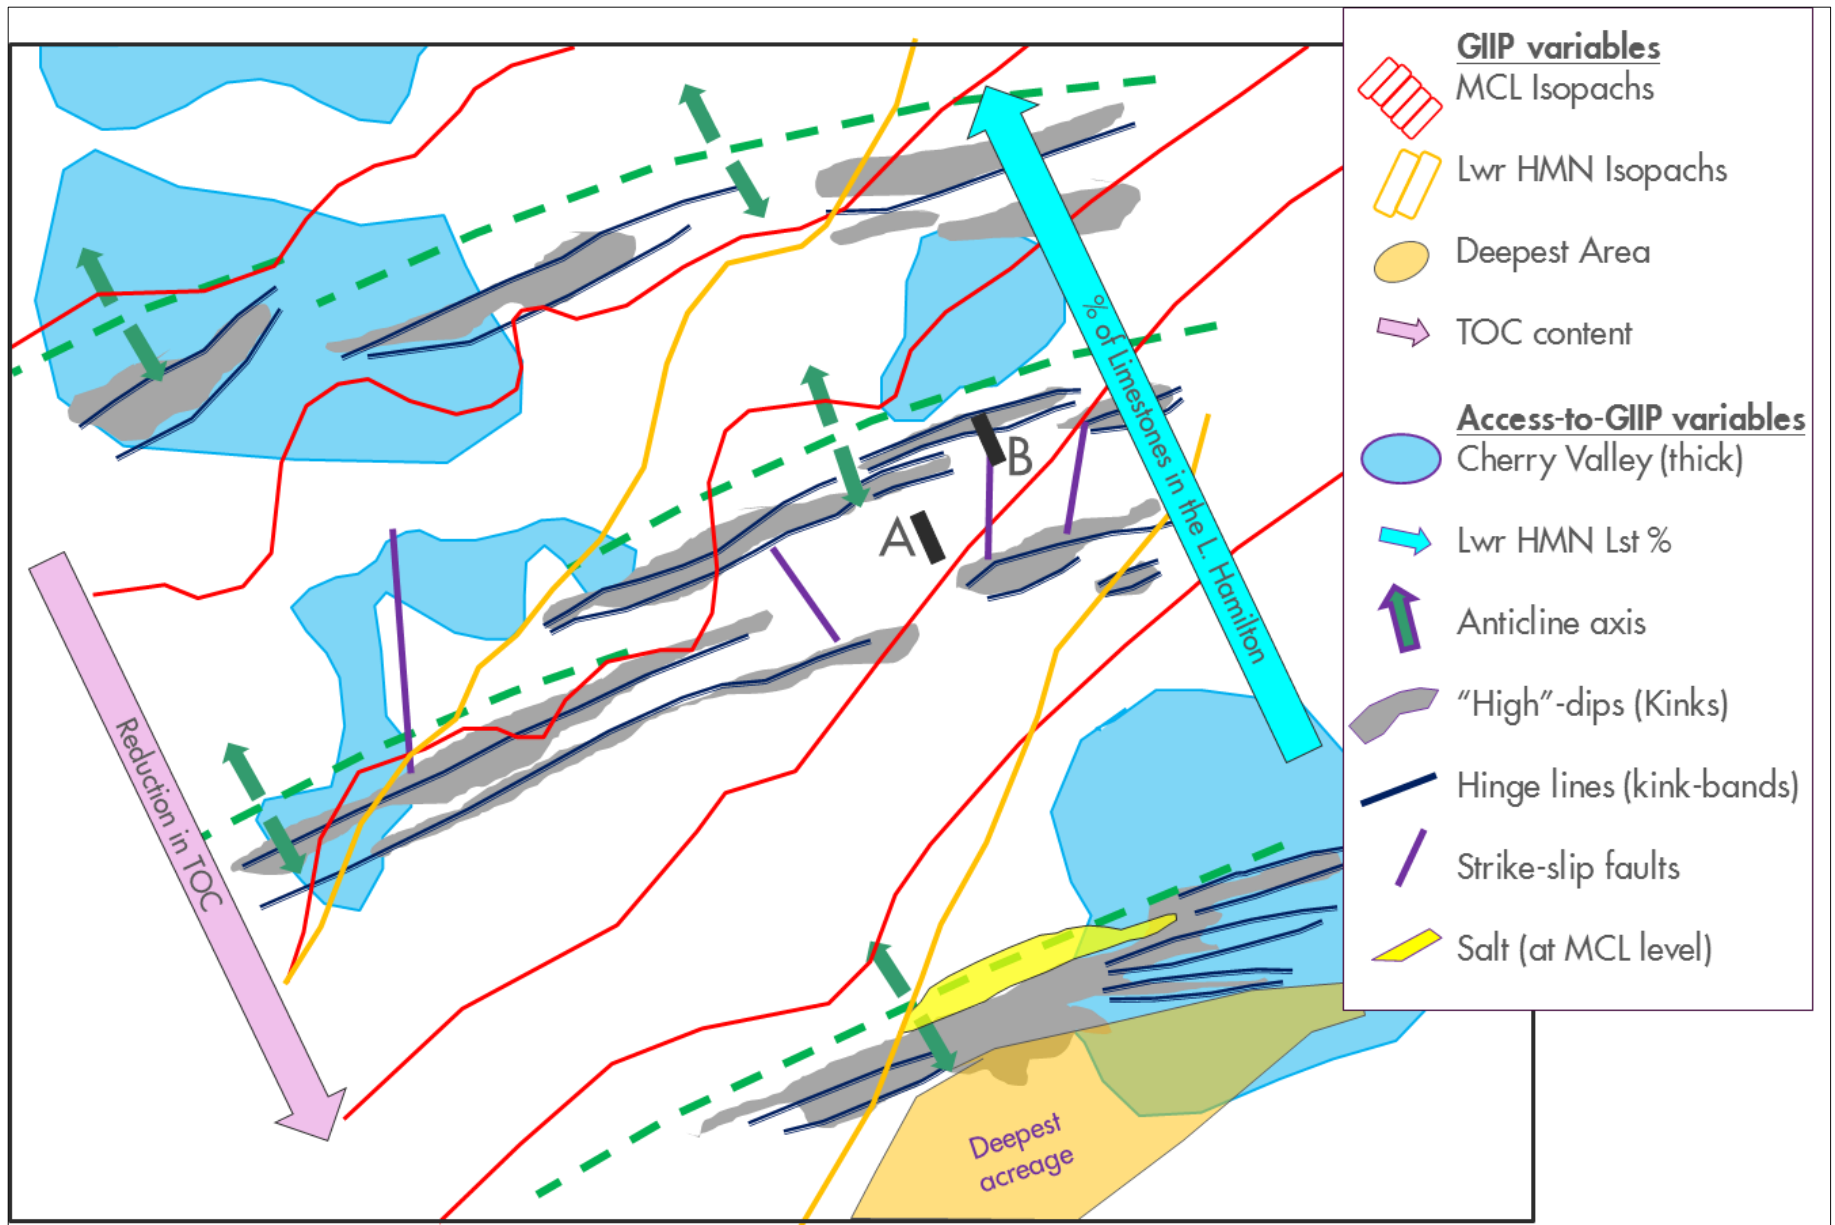 GIIP variables
MCL Isopachs
Lwr HMN Isopachs
Deepest Area
TOC content
Access-to-GIIP variables
Cherry Valley (thick)
Lwr HMN Lst %
Anticline axis
"High"-dips (Kinks)
Hinge lines (kink-bands)
Strike-slip faults
Salt (at MCL level)
% of Limestones in the L. Hamilton
B
A
Reduction in TOC
Deepest
acreage